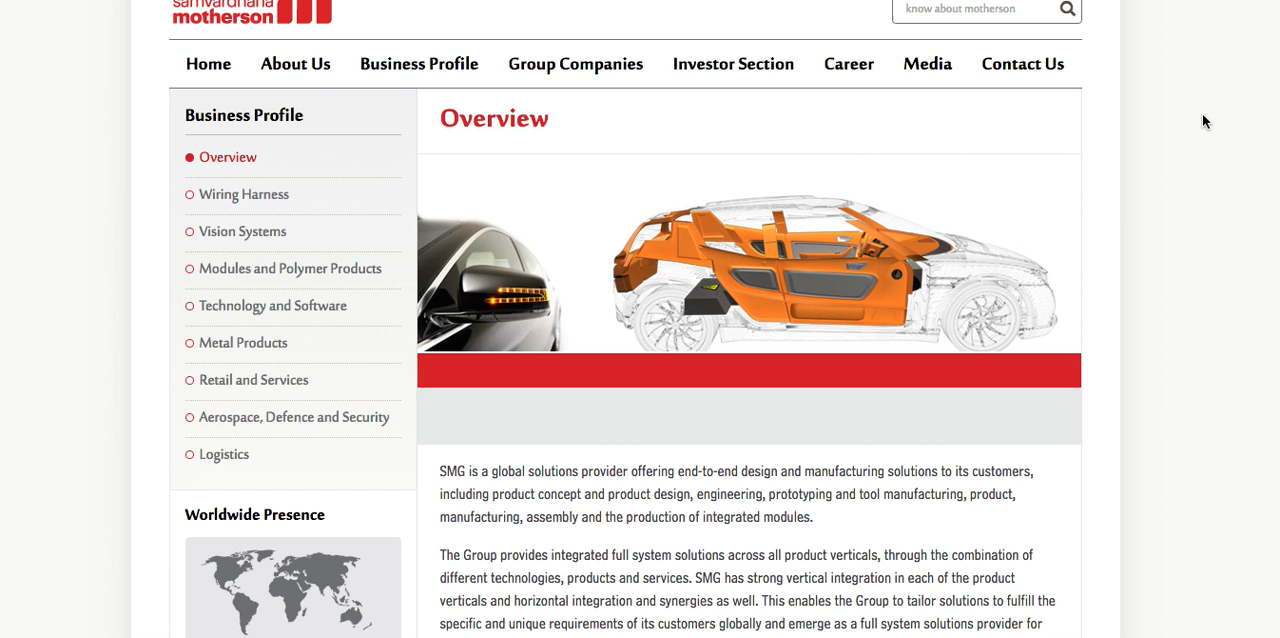 samvardhana
motherson
know about motherson
Home About Us Business Profile Group Companies Investor Section Career Media Contact Us
Business Profile
Overview
Wiring Harness
Vision Systems
Modules and Polymer Products
Technology and Software
Metal Products
Retail and Services
Aerospace, Defence and Security
Logistics
Worldwide Presence
Overview
SMG is a global solutions provider offering end-to-end design and manufacturing solutions to its customers,
including product concept and product design, engineering, prototyping and tool manufacturing, product,
manufacturing, assembly and the production of integrated modules.
The Group provides integrated full system solutions across all product verticals, through the combination of
different technologies, products and services. SMG has strong vertical integration in each of the product
verticals and horizontal integration and synergies as well. This enables the Group to tailor solutions to fulfill the
specific and unique requirements of its customers globally and emerge as a full system solutions provider for